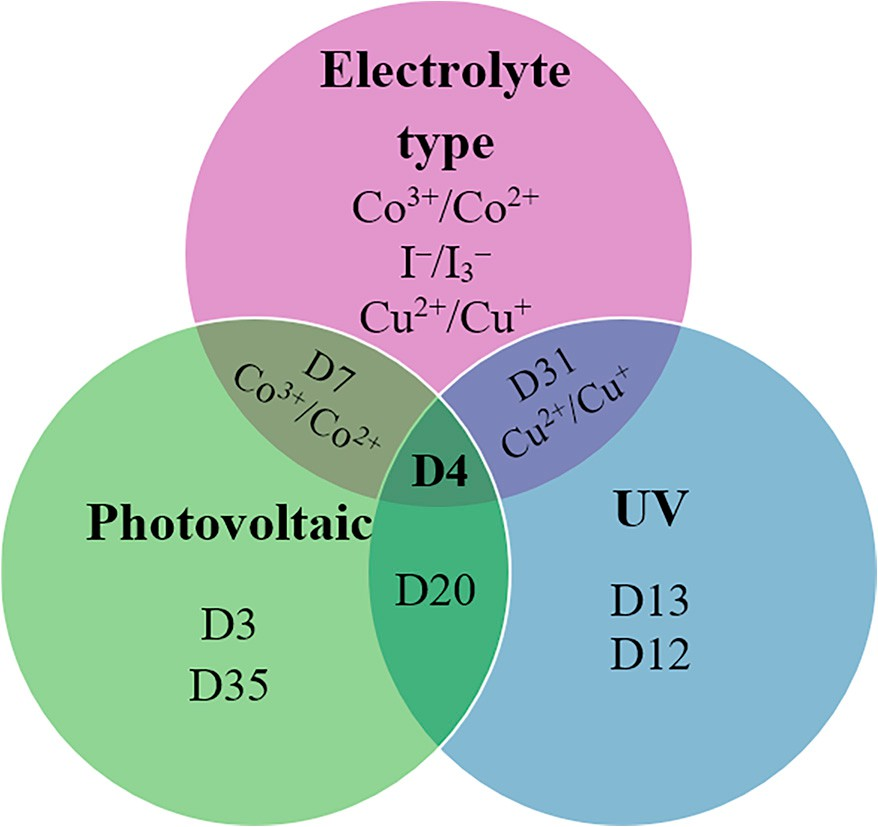 Electrolyte
type
Co³⁺/Co²⁺
I⁻/I₃⁻
Cu²⁺/Cu⁺
D7
Co³⁺/Co²⁺
D31
Cu²⁺/Cu⁺
D4
Photovoltaic
UV
D20
D3
D35
D13
D12